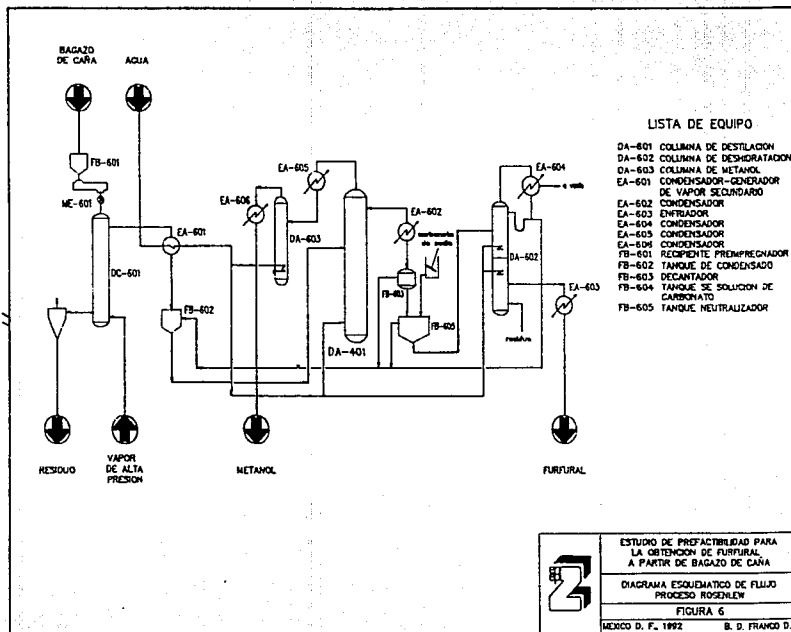 BAGAZO
DE CAÑA
AGUA
FB-601
ME-601
DC-601
EA-601
FB-602
EA-606
DA-603
EA-605
DA-401
EA-602
carbonato
de sodio
FB-603
FB-605
EA-604
a vacío
DA-602
EA-603
residuo
RESIDUO
VAPOR
DE ALTA
PRESION
METANOL
FURFURAL
LISTA DE EQUIPO
DA-601 COLUMNA DE DESTILACION
DA-602 COLUMNA DE DESHIDRATACION
DA-603 COLUMNA DE METANOL
EA-601 CONDENSADOR-GENERADOR
DE VAPOR SECUNDARIO
EA-602 CONDENSADOR
EA-603 ENFRIADOR
EA-604 CONDENSADOR
EA-605 CONDENSADOR
EA-606 CONDENSADOR
FB-601 RECIPIENTE PREIMPREGNADOR
FB-602 TANQUE DE CONDENSADO
FB-603 DECANTADOR
FB-604 TANQUE SE SOLUCION DE
CARBONATO
FB-605 TANQUE NEUTRALIZADOR
ESTUDIO DE PREFACTIBILIDAD PARA
LA OBTENCION DE FURFURAL
A PARTIR DE BAGAZO DE CAÑA
DIAGRAMA ESQUEMATICO DE FLUJO
PROCESO ROSENLEW
FIGURA 6
MEXICO D. F., 1992 B. D. FRANCO D.